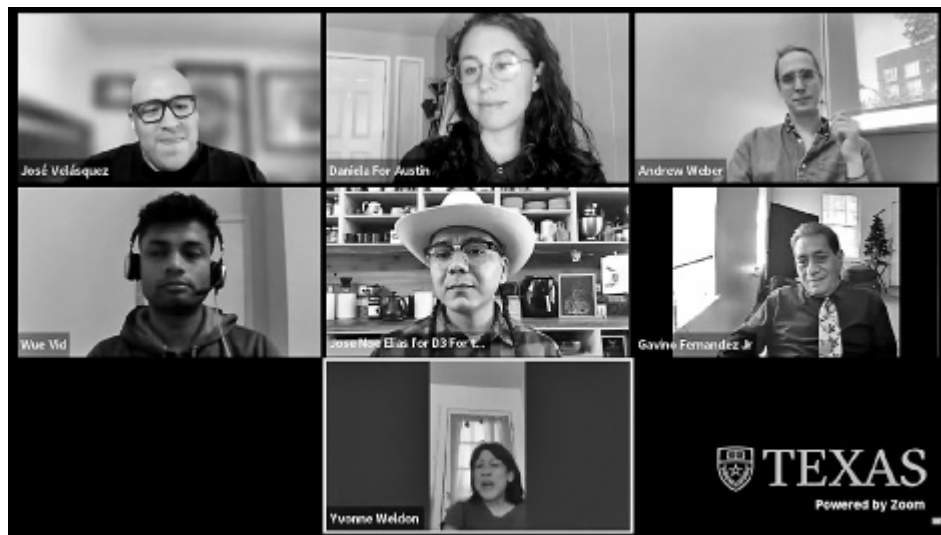 José Velásquez
Daniela For Austin
Andrew Weber
Wue Vid
Jose Noe Elias for D3 For t...
Gavino Fernandez Jr
Yvonne Weldon
TEXAS
Powered by Zoom